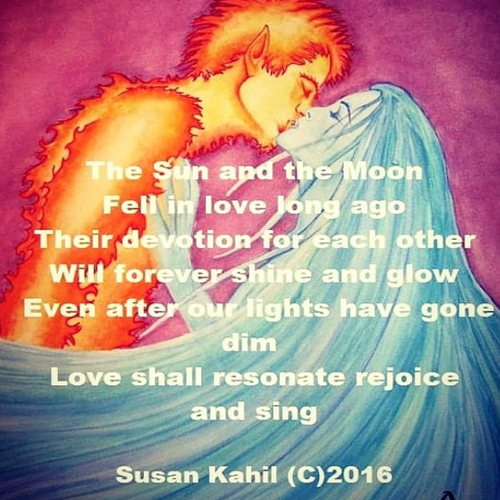 The Sun and the Moon
Fell in love long ago
Their devotion for each other
Will forever shine and glow
Even after our lights have gone
dim
Love shall resonate rejoice
and sing
Susan Kahil (C)2016